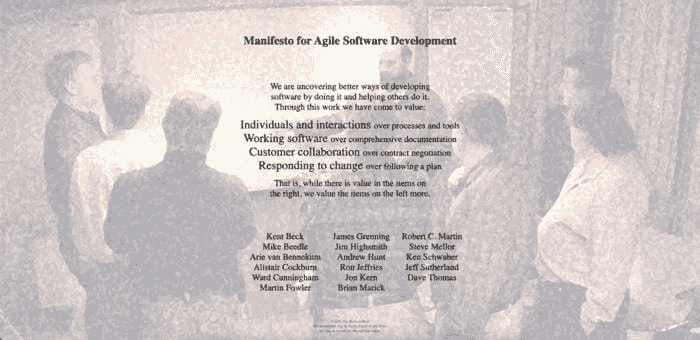 Manifesto for Agile Software Development
We are uncovering better ways of developing
software by doing it and helping others do it.
Through this work we have come to value:
Individuals and interactions over processes and tools
Working software over comprehensive documentation
Customer collaboration over contract negotiation
Responding to change over following a plan
That is, while there is value in the items on
the right, we value the items on the left more.
Kent Beck James Grenning Robert C. Martin
Mike Beedle Jim Highsmith Steve Mellor
Arie van Bennekum Andrew Hunt Ken Schwaber
Alistair Cockburn Ron Jeffries Jeff Sutherland
Ward Cunningham Jon Kern Dave Thomas
Martin Fowler Brian Marick